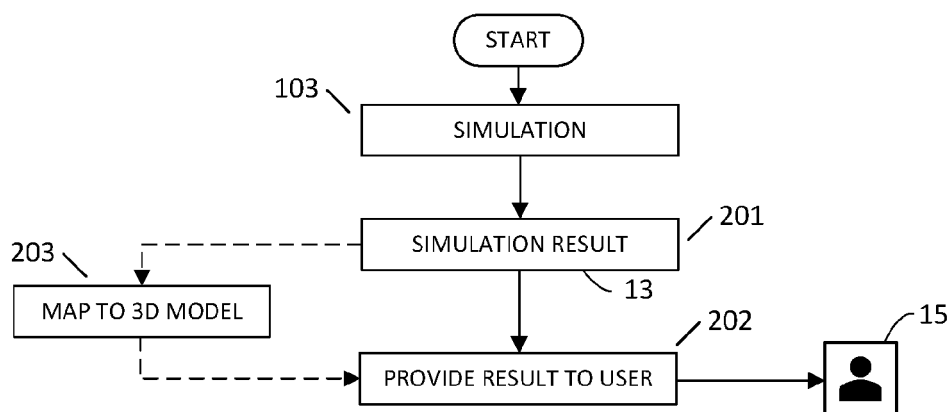 START
103
SIMULATION
201
SIMULATION RESULT
203
13
MAP TO 3D MODEL
202
15
PROVIDE RESULT TO USER